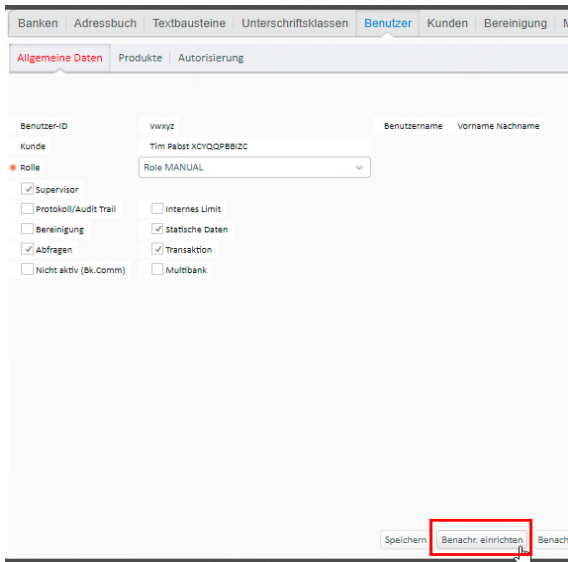 Banken Adressbuch Textbausteine Unterschriftsklassen Benutzer Kunden Bereinigung
Allgemeine Daten Produkte Autorisierung
Benutzer-ID vwxyz Benutzername Vorname Nachname
Kunde Tim Pabst XCYQQPBBIZC
* Rolle Role MANUAL
Supervisor
Protokoll/Audit Trail Internes Limit
Bereinigung Statische Daten
Abfragen Transaktion
Nicht aktiv (Bk.Comm) Multibank
Speichern Benachr. einrichten Benach